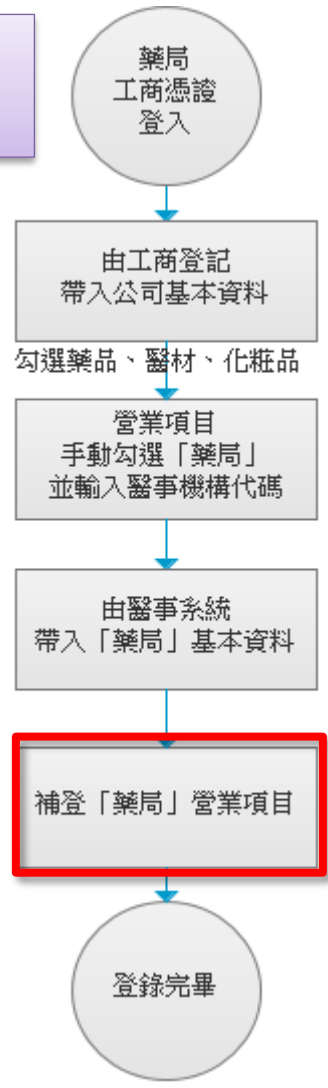 藥局
工商憑證
登入
由工商登記
帶入公司基本資料
勾選藥品、醫材、化粧品
營業項目
手動勾選「藥局」
並輸入醫事機構代碼
由醫事系統
帶入「藥局」基本資料
補登「藥局」營業項目
登錄完畢